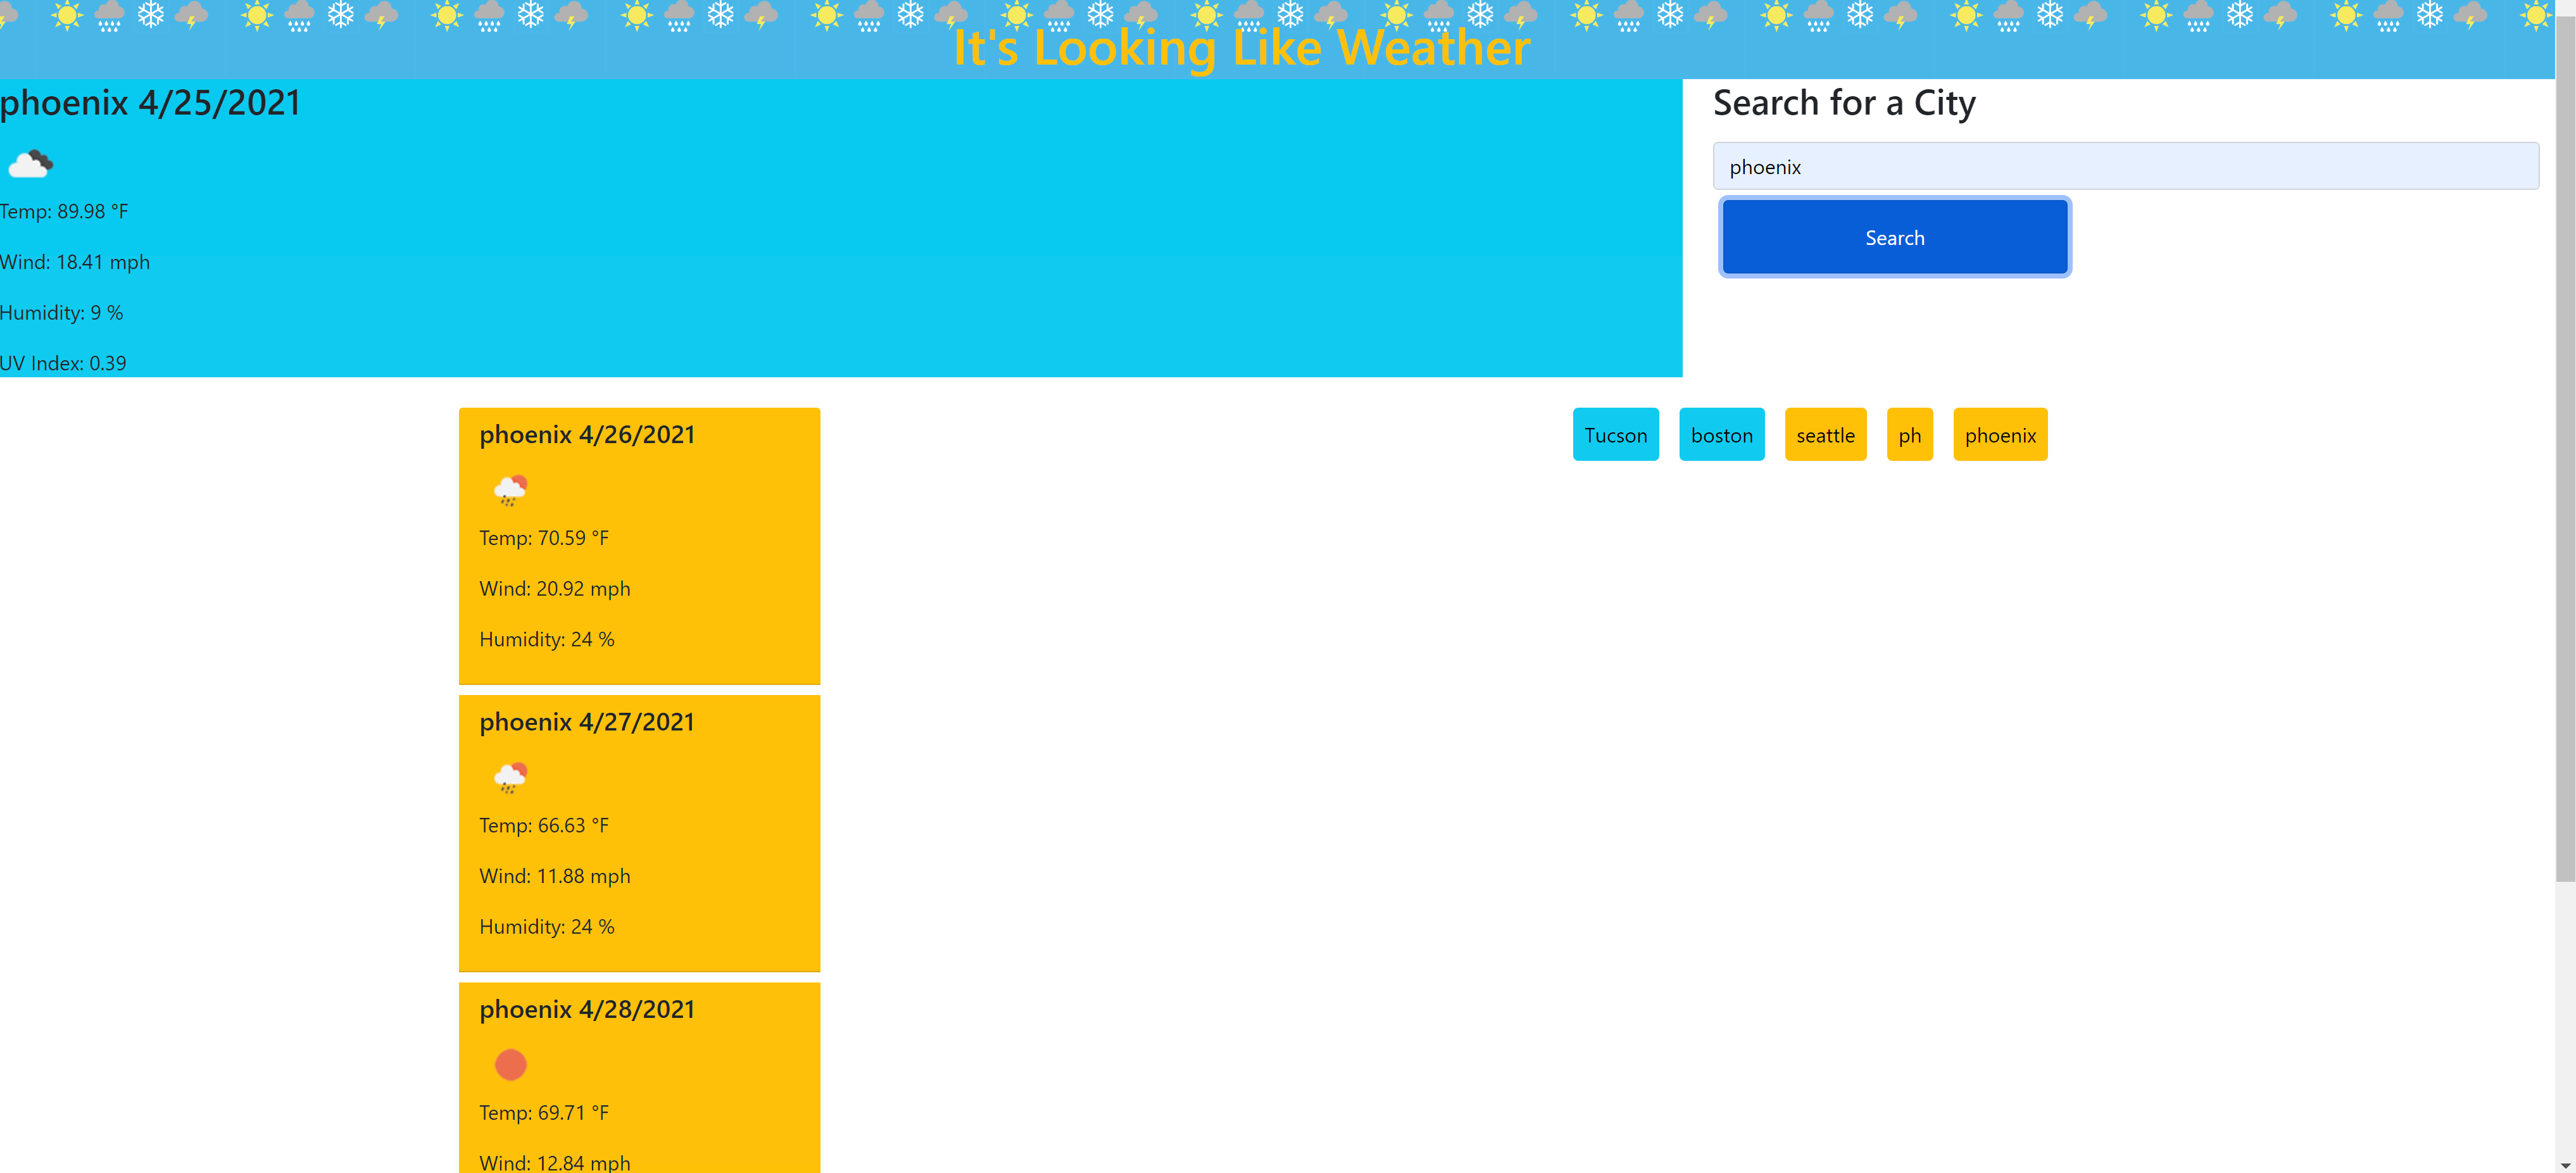 It's Looking Like Weather
phoenix 4/25/2021
Temp: 89.98 °F
Wind: 18.41 mph
Humidity: 9 %
UV Index: 0.39
Search for a City
phoenix
Search
Tucson boston seattle ph phoenix
phoenix 4/26/2021
Temp: 70.59 °F
Wind: 20.92 mph
Humidity: 24 %
phoenix 4/27/2021
Temp: 66.63 °F
Wind: 11.88 mph
Humidity: 24 %
phoenix 4/28/2021
Temp: 69.71 °F
Wind: 12.84 mph